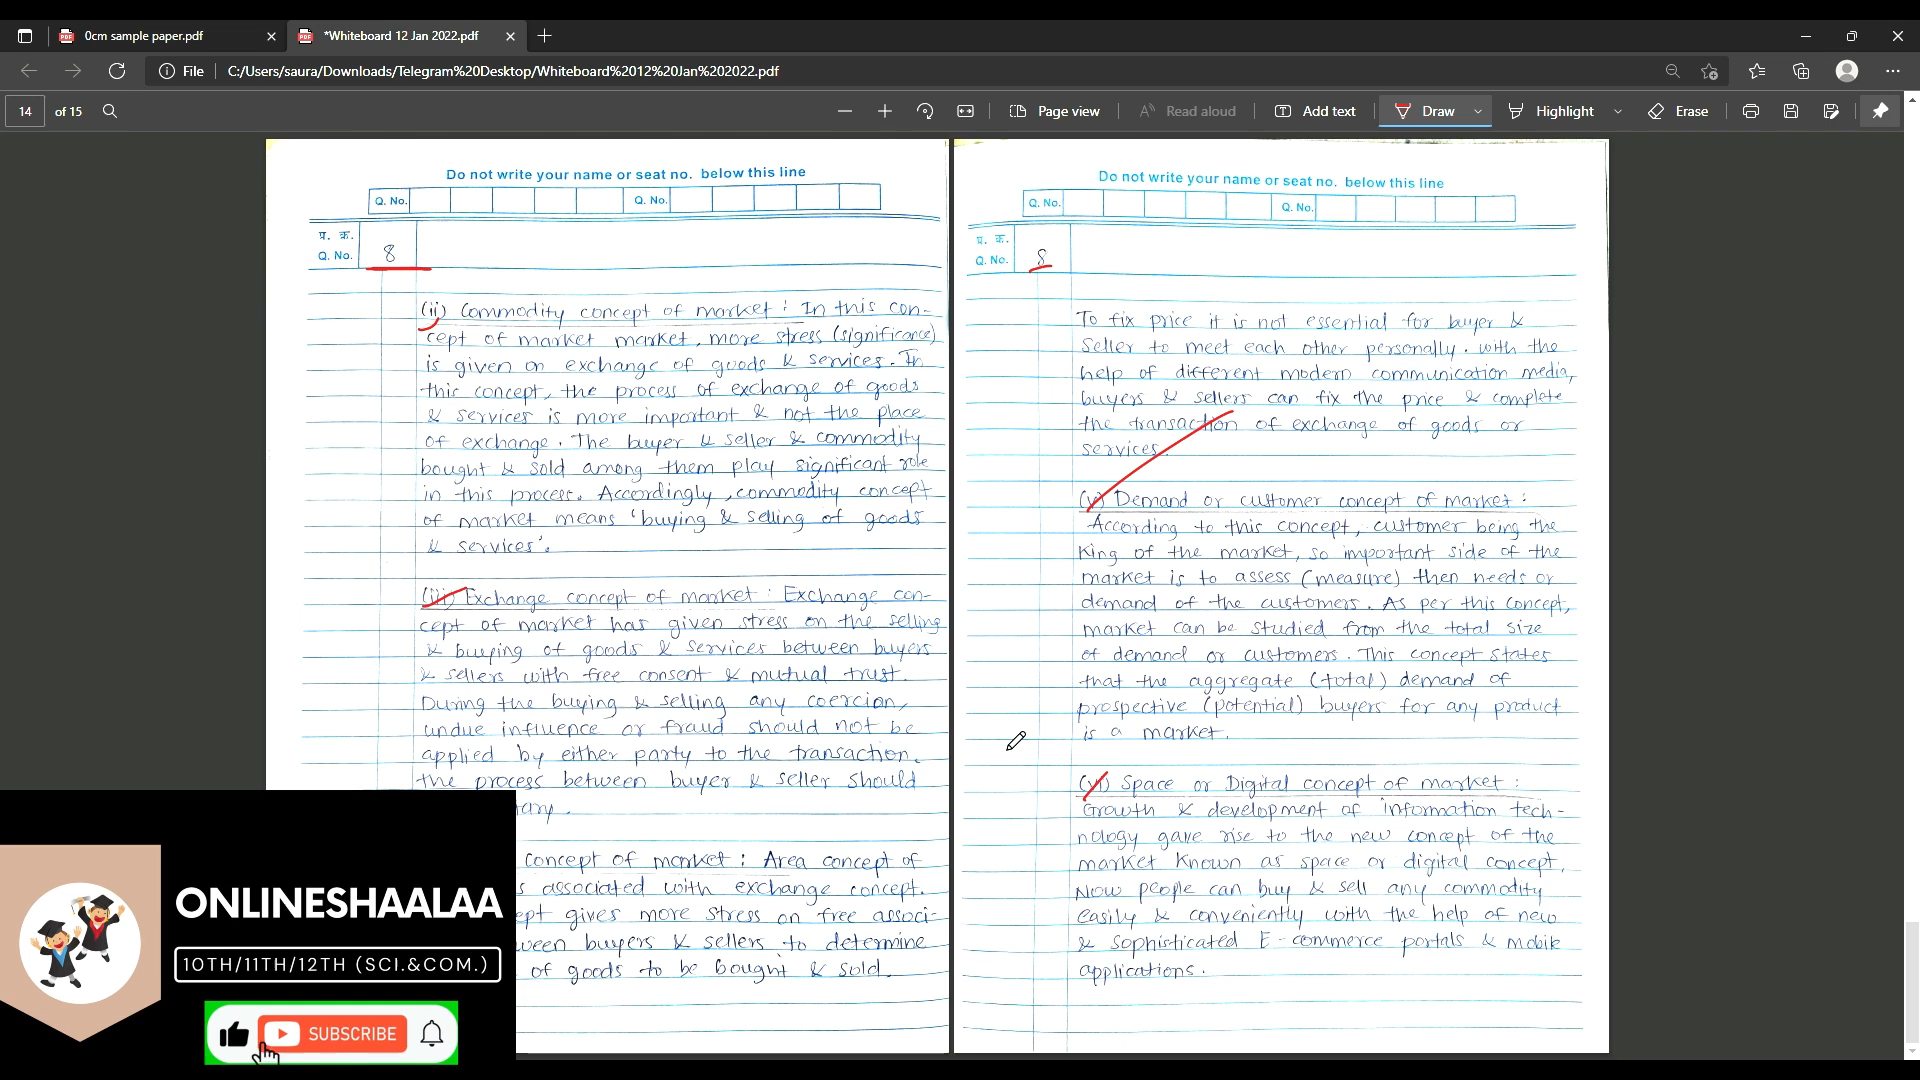 0cm sample paper.pdf
*Whiteboard 12 Jan 2022.pdf
File
C:/Users/saura/Downloads/Telegram%20Desktop/Whiteboard%2012%20Jan%202022.pdf
14 of 15
Page view
Read aloud
Add text
Draw
Highlight
Erase
Do not write your name or seat no. below this line
Q. No.
Q. No.
प्र. क्र.
Q. No.
8
(ii) Commodity concept of market : In this con-
cept of market market, more stress (significance)
is given on exchange of goods & services. In
this concept, the process of exchange of goods
& services is more important & not the place
of exchange. The buyer & seller & commodity
bought & sold among them play significant role
in this process. Accordingly, commodity concept
of market means 'buying & selling of goods
& services'.
(iii) Exchange concept of market : Exchange con-
cept of market has given stress on the selling
& buying of goods & services between buyers
& sellers with free consent & mutual trust.
During the buying & selling any coercion,
undue influence or fraud should not be
applied by either party to the transaction.
the process between buyer & seller should
concept of market : Area concept of
s associated with exchange concept.
ept gives more stress on free associ-
ween buyers & sellers to determine
of goods to be bought & sold.
Do not write your name or seat no. below this line
Q. No.
Q. No.
प्र. क्र.
Q. No.
8
To fix price it is not essential for buyer &
seller to meet each other personally. with the
help of different modern communication media,
buyers & sellers can fix the price & complete
the transaction of exchange of goods or
services.
(v) Demand or customer concept of market :
According to this concept, customer being the
King of the market, so important side of the
market is to assess (measure) then needs or
demand of the customers. As per this concept,
market can be studied from the total size
of demand or customers. This concept states
that the aggregate (total) demand of
prospective (potential) buyers for any product
is a market.
(vi) Space or Digital concept of market :
Growth & development of information tech-
nology gave rise to the new concept of the
market known as space or digital concept.
Now people can buy & sell any commodity
easily & conveniently with the help of new
& sophisticated E-commerce portals & mobile
applications.
ONLINESHAALAA
10TH/11TH/12TH (SCI.&COM.)
SUBSCRIBE